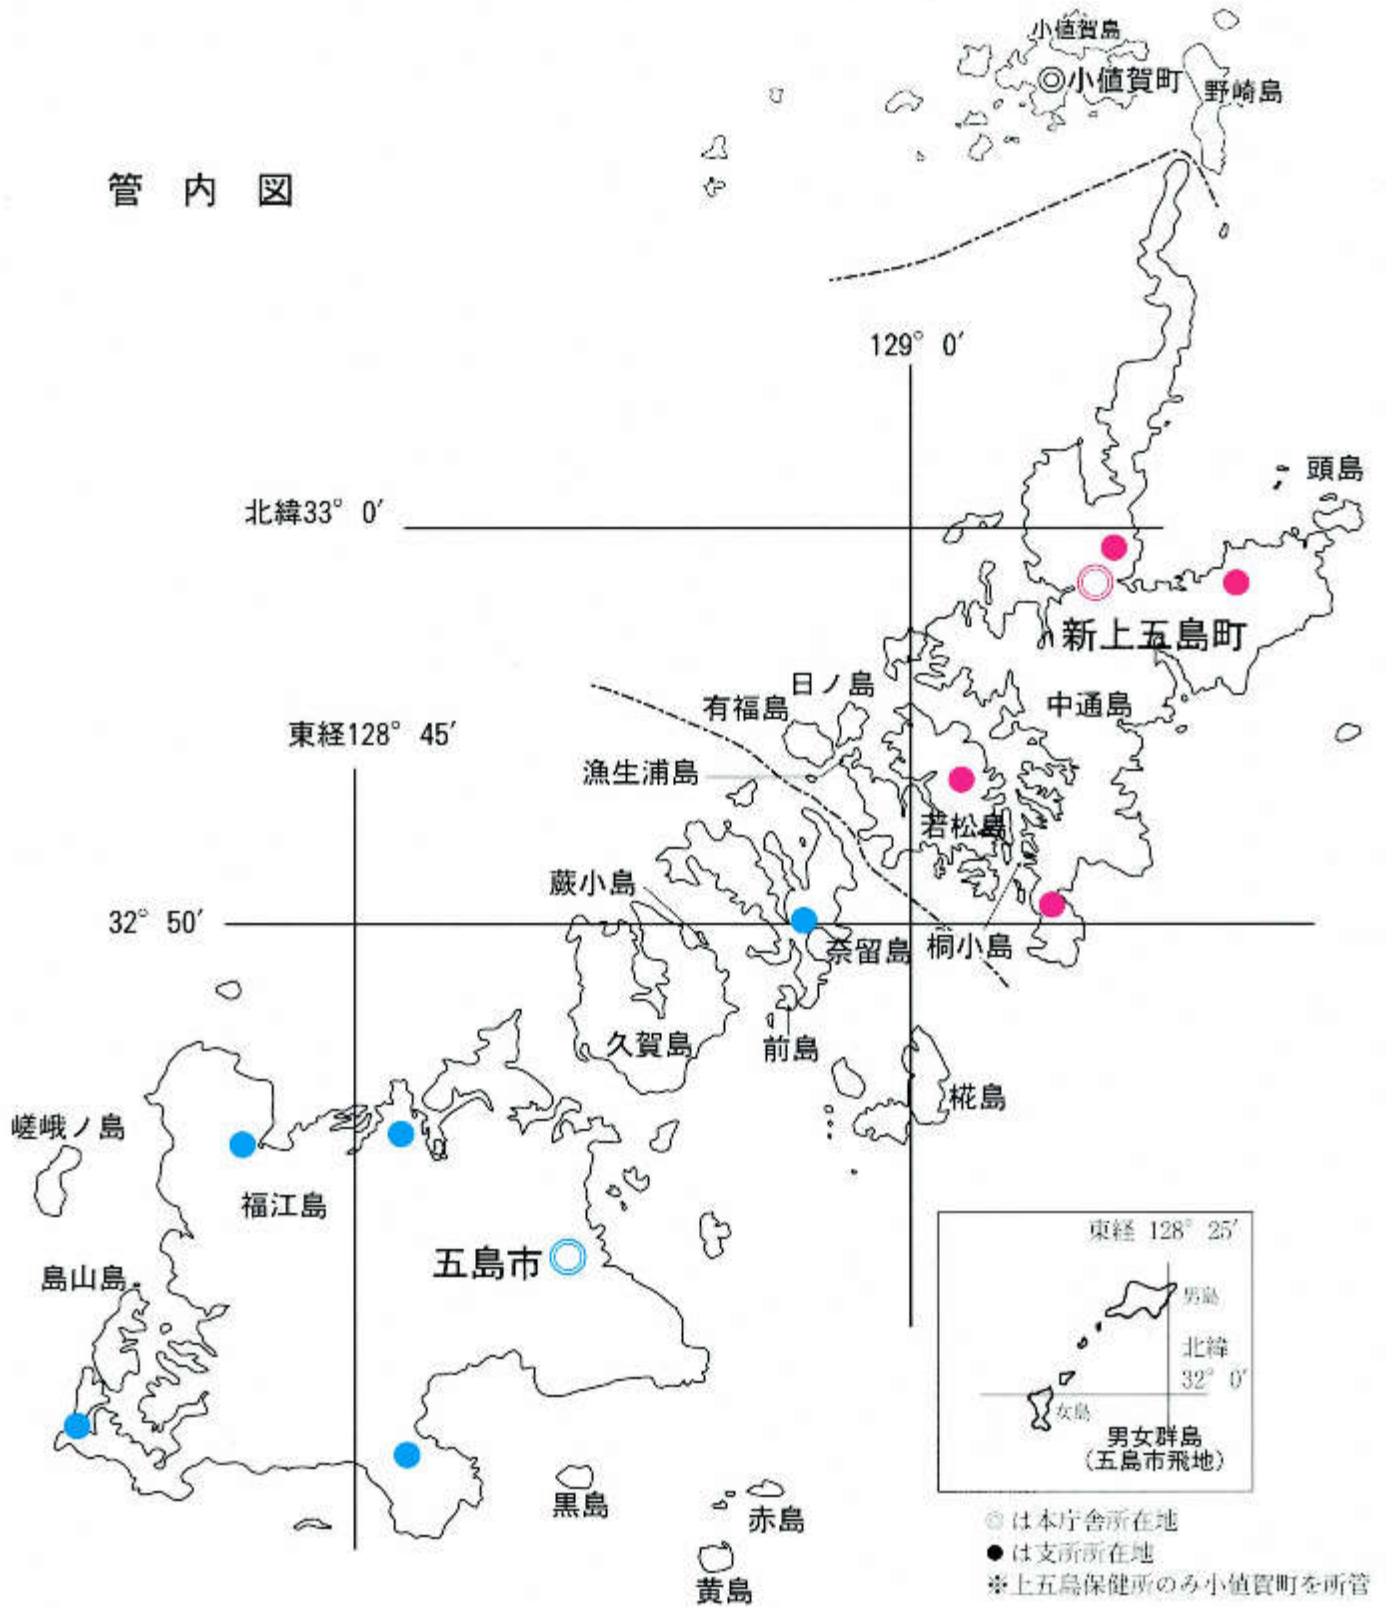 小値賀島
◎小値賀町
野崎島
管 内 図
129° 0′
頭島
北緯33° 0′
新上五島町
日ノ島
有福島
中通島
東経128° 45′
漁生浦島
若松島
蕨小島
32° 50′
奈留島
桐小島
久賀島
前島
椛島
嵯峨ノ島
福江島
東経 128° 25′
五島市
島山島
男島
北緯
32° 0′
女島
男女群島
(五島市飛地)
黒島
赤島
黄島
◎ は本庁舎所在地
● は支所所在地
※上五島保健所のみ小値賀町を所管